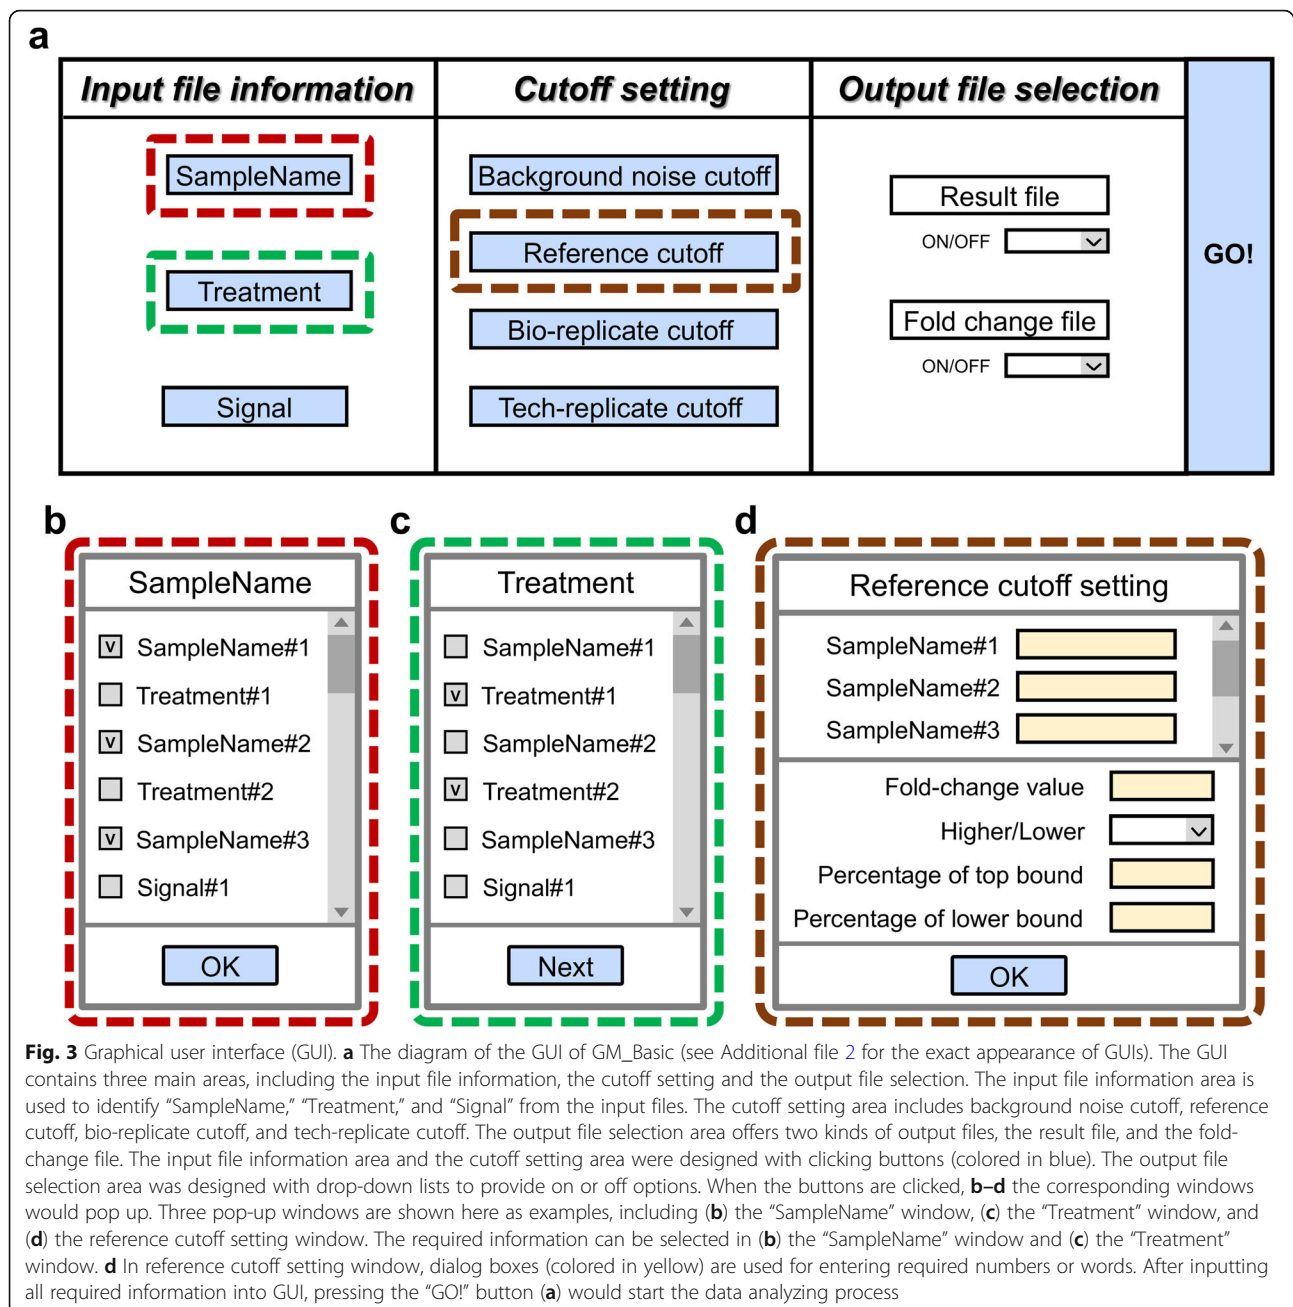 a
Input file information
Cutoff setting
Output file selection
SampleName
Treatment
Signal
Background noise cutoff
Reference cutoff
Bio-replicate cutoff
Tech-replicate cutoff
Result file
ON/OFF
Fold change file
ON/OFF
GO!
b
SampleName
v SampleName#1
Treatment#1
v SampleName#2
Treatment#2
v SampleName#3
Signal#1
OK
c
Treatment
SampleName#1
v Treatment#1
SampleName#2
v Treatment#2
SampleName#3
Signal#1
Next
d
Reference cutoff setting
SampleName#1
SampleName#2
SampleName#3
Fold-change value
Higher/Lower
Percentage of top bound
Percentage of lower bound
OK
Fig. 3 Graphical user interface (GUI). a The diagram of the GUI of GM_Basic (see Additional file 2 for the exact appearance of GUIs). The GUI
contains three main areas, including the input file information, the cutoff setting and the output file selection. The input file information area is
used to identify “SampleName,” “Treatment,” and “Signal” from the input files. The cutoff setting area includes background noise cutoff, reference
cutoff, bio-replicate cutoff, and tech-replicate cutoff. The output file selection area offers two kinds of output files, the result file, and the fold-
change file. The input file information area and the cutoff setting area were designed with clicking buttons (colored in blue). The output file
selection area was designed with drop-down lists to provide on or off options. When the buttons are clicked, b–d the corresponding windows
would pop up. Three pop-up windows are shown here as examples, including (b) the “SampleName” window, (c) the “Treatment” window, and
(d) the reference cutoff setting window. The required information can be selected in (b) the “SampleName” window and (c) the “Treatment”
window. d In reference cutoff setting window, dialog boxes (colored in yellow) are used for entering required numbers or words. After inputting
all required information into GUI, pressing the “GO!” button (a) would start the data analyzing process